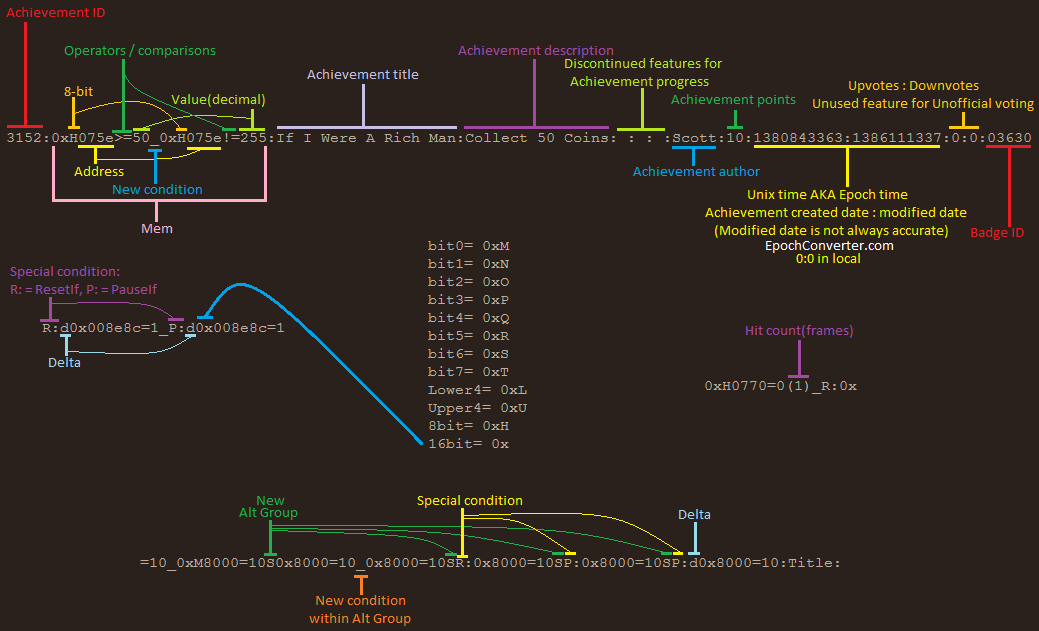 Achievement ID
Operators / comparisons
Achievement description
Discontinued features for
Achievement progress
Achievement title
8-bit
Value(decimal)
Achievement points
Upvotes : Downvotes
Unused feature for Unofficial voting
3152:0xH075e>=50_0xH075e!=255:If I Were A Rich Man:Collect 50 Coins: : : :Scott:10:1380843363:1386111337:0:0:03630
Address
New condition
Achievement author
Mem
Unix time AKA Epoch time
Achievement created date : modified date
(Modified date is not always accurate)
EpochConverter.com
0:0 in local
Badge ID
bit0= 0xM
bit1= 0xN
bit2= 0xO
bit3= 0xP
bit4= 0xQ
bit5= 0xR
bit6= 0xS
bit7= 0xT
Lower4= 0xL
Upper4= 0xU
8bit= 0xH
16bit= 0x
Special condition:
R: = ResetIf, P: = PauseIf
R:d0x008e8c=1_P:d0x008e8c=1
Delta
Hit count(frames)
0xH0770=0(1)_R:0x
New
Alt Group
Special condition
Delta
=10_0xM8000=10S0x8000=10_0x8000=10SR:0x8000=10SP:0x8000=10SP:d0x8000=10:Title:
New condition
within Alt Group